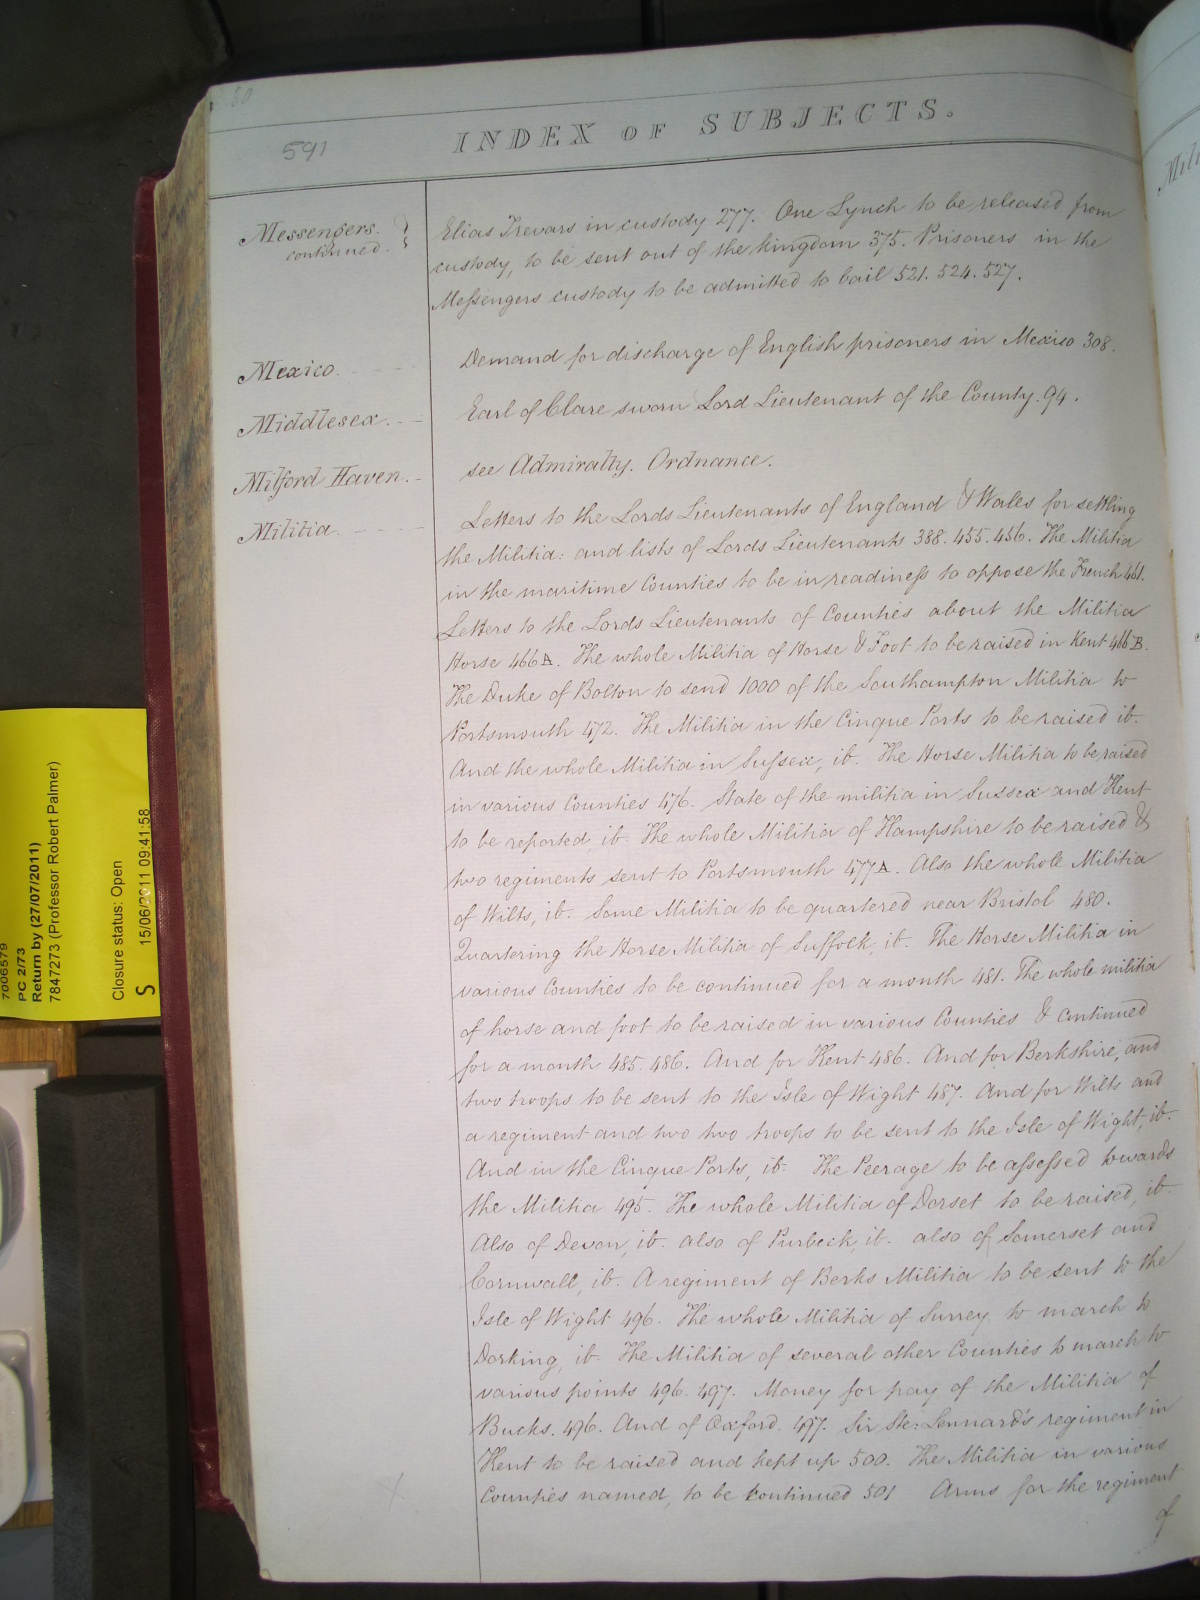 30
591
INDEX OF SUBJECTS.
Messengers. continued.
Elias Trevars in custody 277. One Lynch to be released from
custody, to be sent out of the kingdom 375. Prisoners in the
Messengers custody to be admitted to bail 521. 524. 527.
Mexico.
Demand for discharge of English prisoners in Mexico 308.
Middlesex.
Earl of Clare sworn Lord Lieutenant of the County. 94.
Milford Haven.
see Admiralty. Ordnance.
Militia.
Letters to the Lords Lieutenants of England & Wales for settling
the Militia: and lists of Lords Lieutenants 388. 455. 456. The Militia
in the maritime Counties to be in readiness to oppose the French 461.
Letters to the Lords Lieutenants of Counties about the Militia
Horse 466A. The whole Militia of Horse & Foot to be raised in Kent 466B.
The Duke of Bolton to send 1000 of the Southampton Militia to
Portsmouth 472. The Militia in the Cinque Ports to be raised ib.
And the whole Militia in Sussex, ib. The Horse Militia to be raised
in various Counties 476. State of the militia in Sussex and Kent
to be reported, ib. The whole Militia of Hampshire to be raised &
two regiments sent to Portsmouth 477A. Also the whole Militia
of Wilts, ib. Some Militia to be quartered near Bristol 480.
Quartering the Horse Militia of Suffolk, ib. The Horse Militia in
various Counties to be continued for a month 481. The whole militia
of horse and foot to be raised in various Counties & continued
for a month 485. 486. And for Kent 486. And for Berkshire, and
two troops to be sent to the Isle of Wight 487. And for Wilts and
a regiment and two two troops to be sent to the Isle of Wight, ib.
And in the Cinque Ports, ib. The Peerage to be assessed towards
the Militia 495. The whole Militia of Dorset to be raised, ib.
Also of Devon, ib. also of Purbeck, ib. also of Somerset and
Cornwall, ib. A regiment of Berks Militia to be sent to the
Isle of Wight 496. The whole Militia of Surrey to march to
Dorking, ib. The Militia of several other Counties to march to
various points 496. 497. Money for pay of the Militia of
Bucks. 496. And of Oxford. 497. Sir Ste: Lennard's regiment in
Kent to be raised and kept up 500. The Militia in various
Counties named, to be continued 501 Arms for the regiment
of
7006579
PC 2/73
Return by (27/07/2011)
7847273 (Professor Robert Palmer)
Closure status: Open
S 15/06/2011 09:41:58